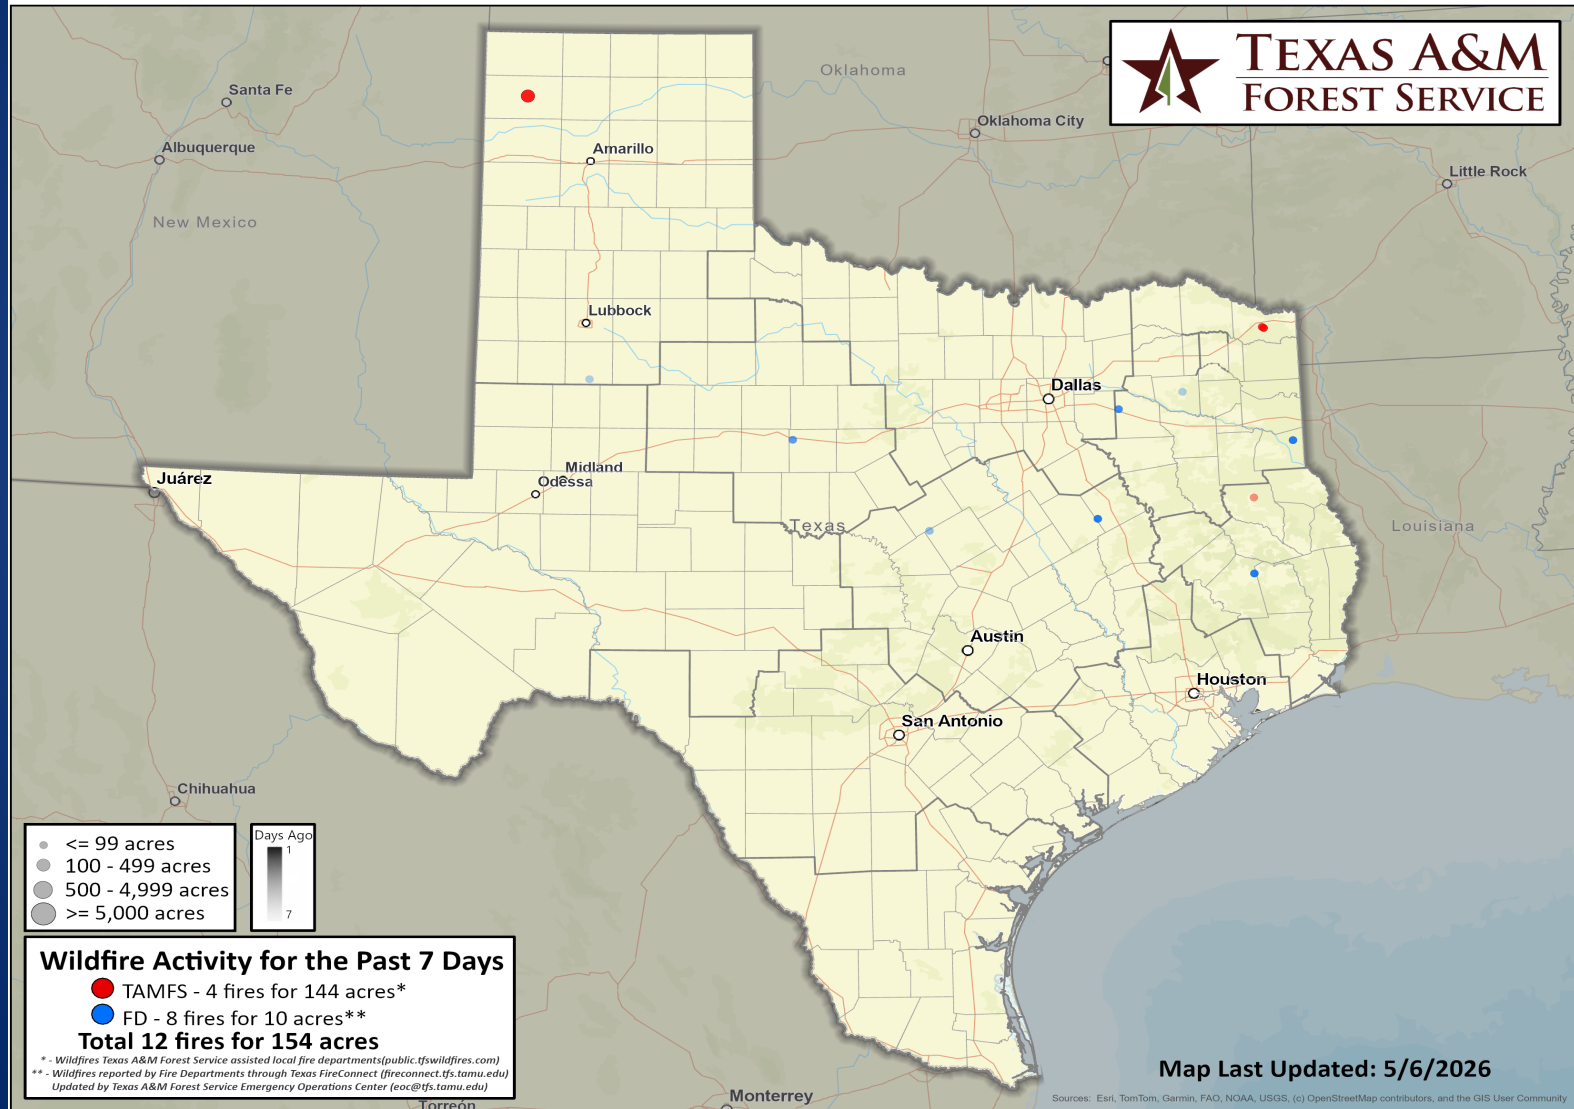 TEXAS A&M
FOREST SERVICE
Oklahoma
Santa Fe
Oklahoma City
Albuquerque
Amarillo
Little Rock
New Mexico
Lubbock
Dallas
Juárez
Midland
Odessa
Texas
Louisiana
Austin
Houston
San Antonio
Chihuahua
<= 99 acres
100 - 499 acres
500 - 4,999 acres
>= 5,000 acres
Days Ago
1
7
Wildfire Activity for the Past 7 Days
TAMFS - 4 fires for 144 acres*
FD - 8 fires for 10 acres**
Total 12 fires for 154 acres
* - Wildfires Texas A&M Forest Service assisted local fire departments(public.tfswildfires.com)
** - Wildfires reported by Fire Departments through Texas FireConnect (fireconnect.tfs.tamu.edu)
Updated by Texas A&M Forest Service Emergency Operations Center (eoc@tfs.tamu.edu)
Map Last Updated: 5/6/2026
Monterrey
Torreón
Sources: Esri, TomTom, Garmin, FAO, NOAA, USGS, (c) OpenStreetMap contributors, and the GIS User Community